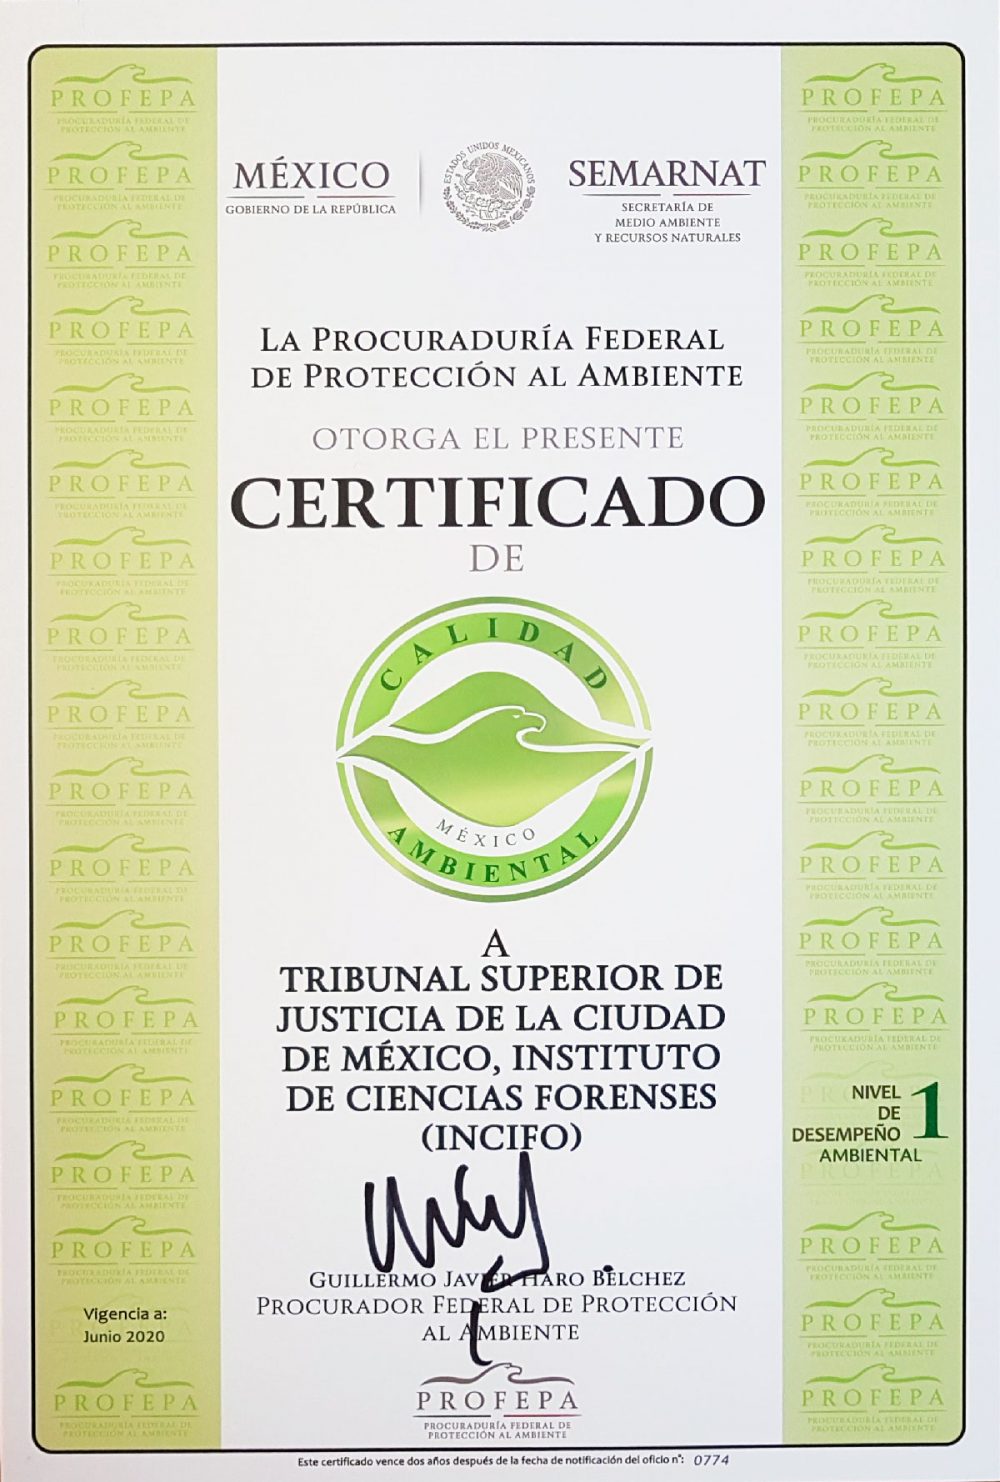 MÉXICO
GOBIERNO DE LA REPÚBLICA
ESTADOS UNIDOS MEXICANOS
SEMARNAT
SECRETARÍA DE
MEDIO AMBIENTE
Y RECURSOS NATURALES
LA PROCURADURÍA FEDERAL
DE PROTECCIÓN AL AMBIENTE
OTORGA EL PRESENTE
CERTIFICADO
DE
CALIDAD
MÉXICO
AMBIENTAL
A
TRIBUNAL SUPERIOR DE
JUSTICIA DE LA CIUDAD
DE MÉXICO, INSTITUTO
DE CIENCIAS FORENSES
(INCIFO)
NIVEL
DE
DESEMPEÑO 1
AMBIENTAL
GUILLERMO JAVIER HARO BÉLCHEZ
PROCURADOR FEDERAL DE PROTECCIÓN
AL AMBIENTE
Vigencia a:
Junio 2020
PROFEPA
PROCURADURÍA FEDERAL DE
PROTECCIÓN AL AMBIENTE
Este certificado vence dos años después de la fecha de notificación del oficio n°: 0774